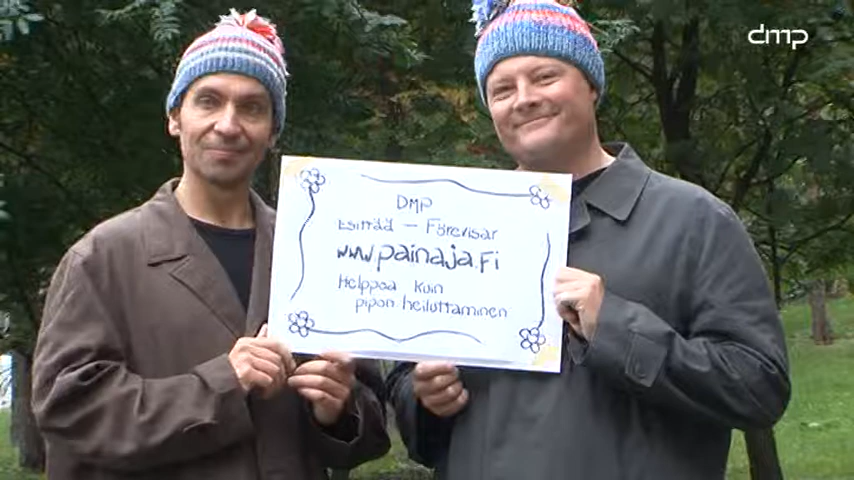 dmp
DMP
Esittää - Förevisar
www.painaja.fi
Helppoa kuin
pipon heiluttaminen